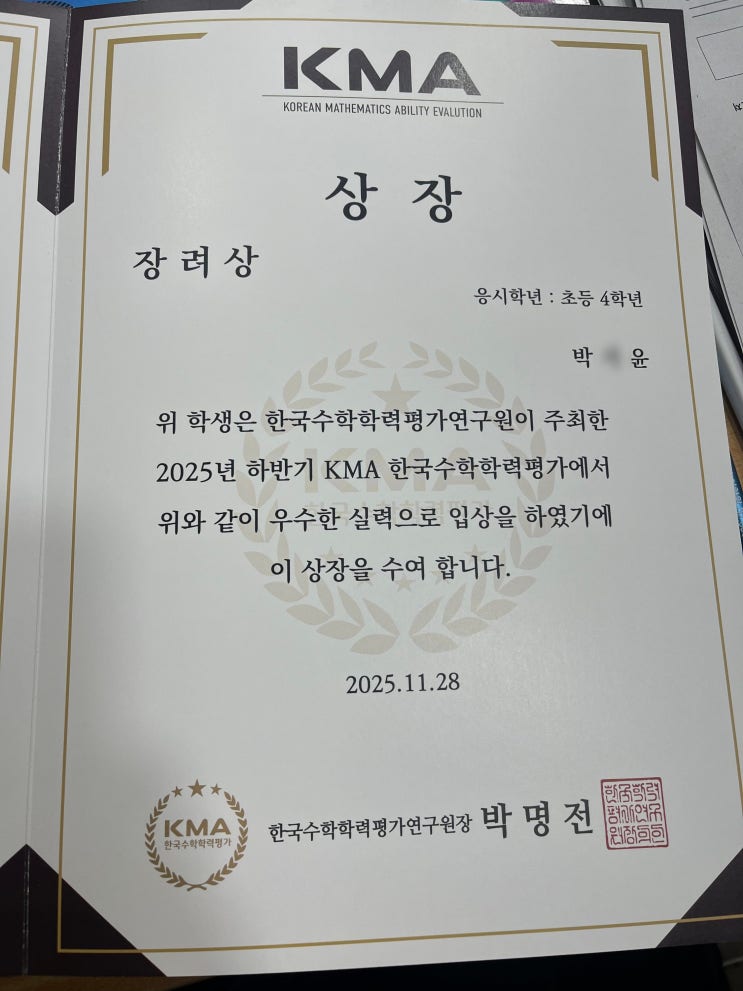 KMA
KOREAN MATHEMATICS ABILITY EVALUTION
상 장
장 려 상
응시학년 : 초등 4학년
박 윤
위 학생은 한국수학학력평가연구원이 주최한
2025년 하반기 KMA 한국수학학력평가에서
위와 같이 우수한 실력으로 입상을 하였기에
이 상장을 수여 합니다.
2025.11.28
KMA
한국수학학력평가
한국수학학력평가연구원장 박 명 전